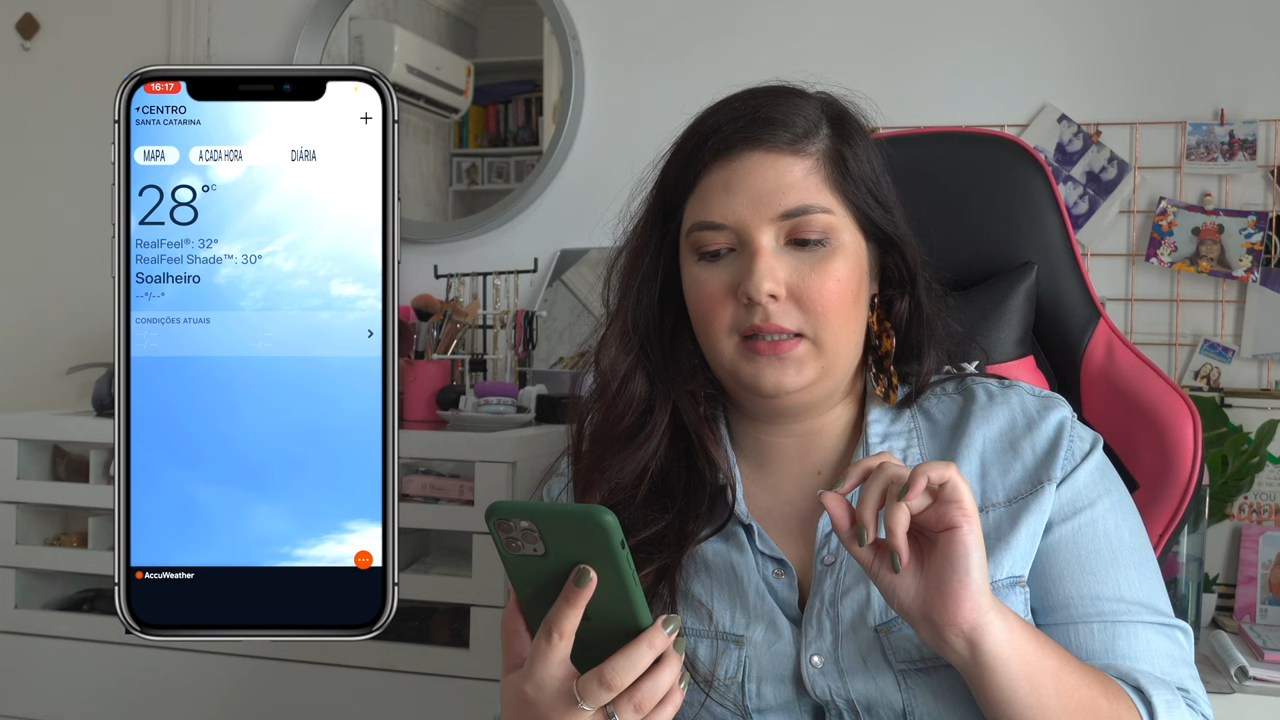 16:17
CENTRO
SANTA CATARINA
+
MAPA
A CADA HORA
DIÁRIA
28°C
RealFeel®: 32°
RealFeel Shade™: 30°
Soalheiro
--°/--°
CONDIÇÕES ATUAIS
AccuWeather